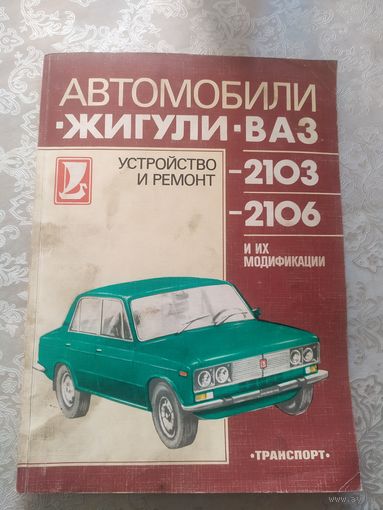 АВТОМОБИЛИ
·ЖИГУЛИ·ВАЗ
УСТРОЙСТВО
И РЕМОНТ
-2103
-2106
И ИХ
МОДИФИКАЦИИ
·ТРАНСПОРТ·